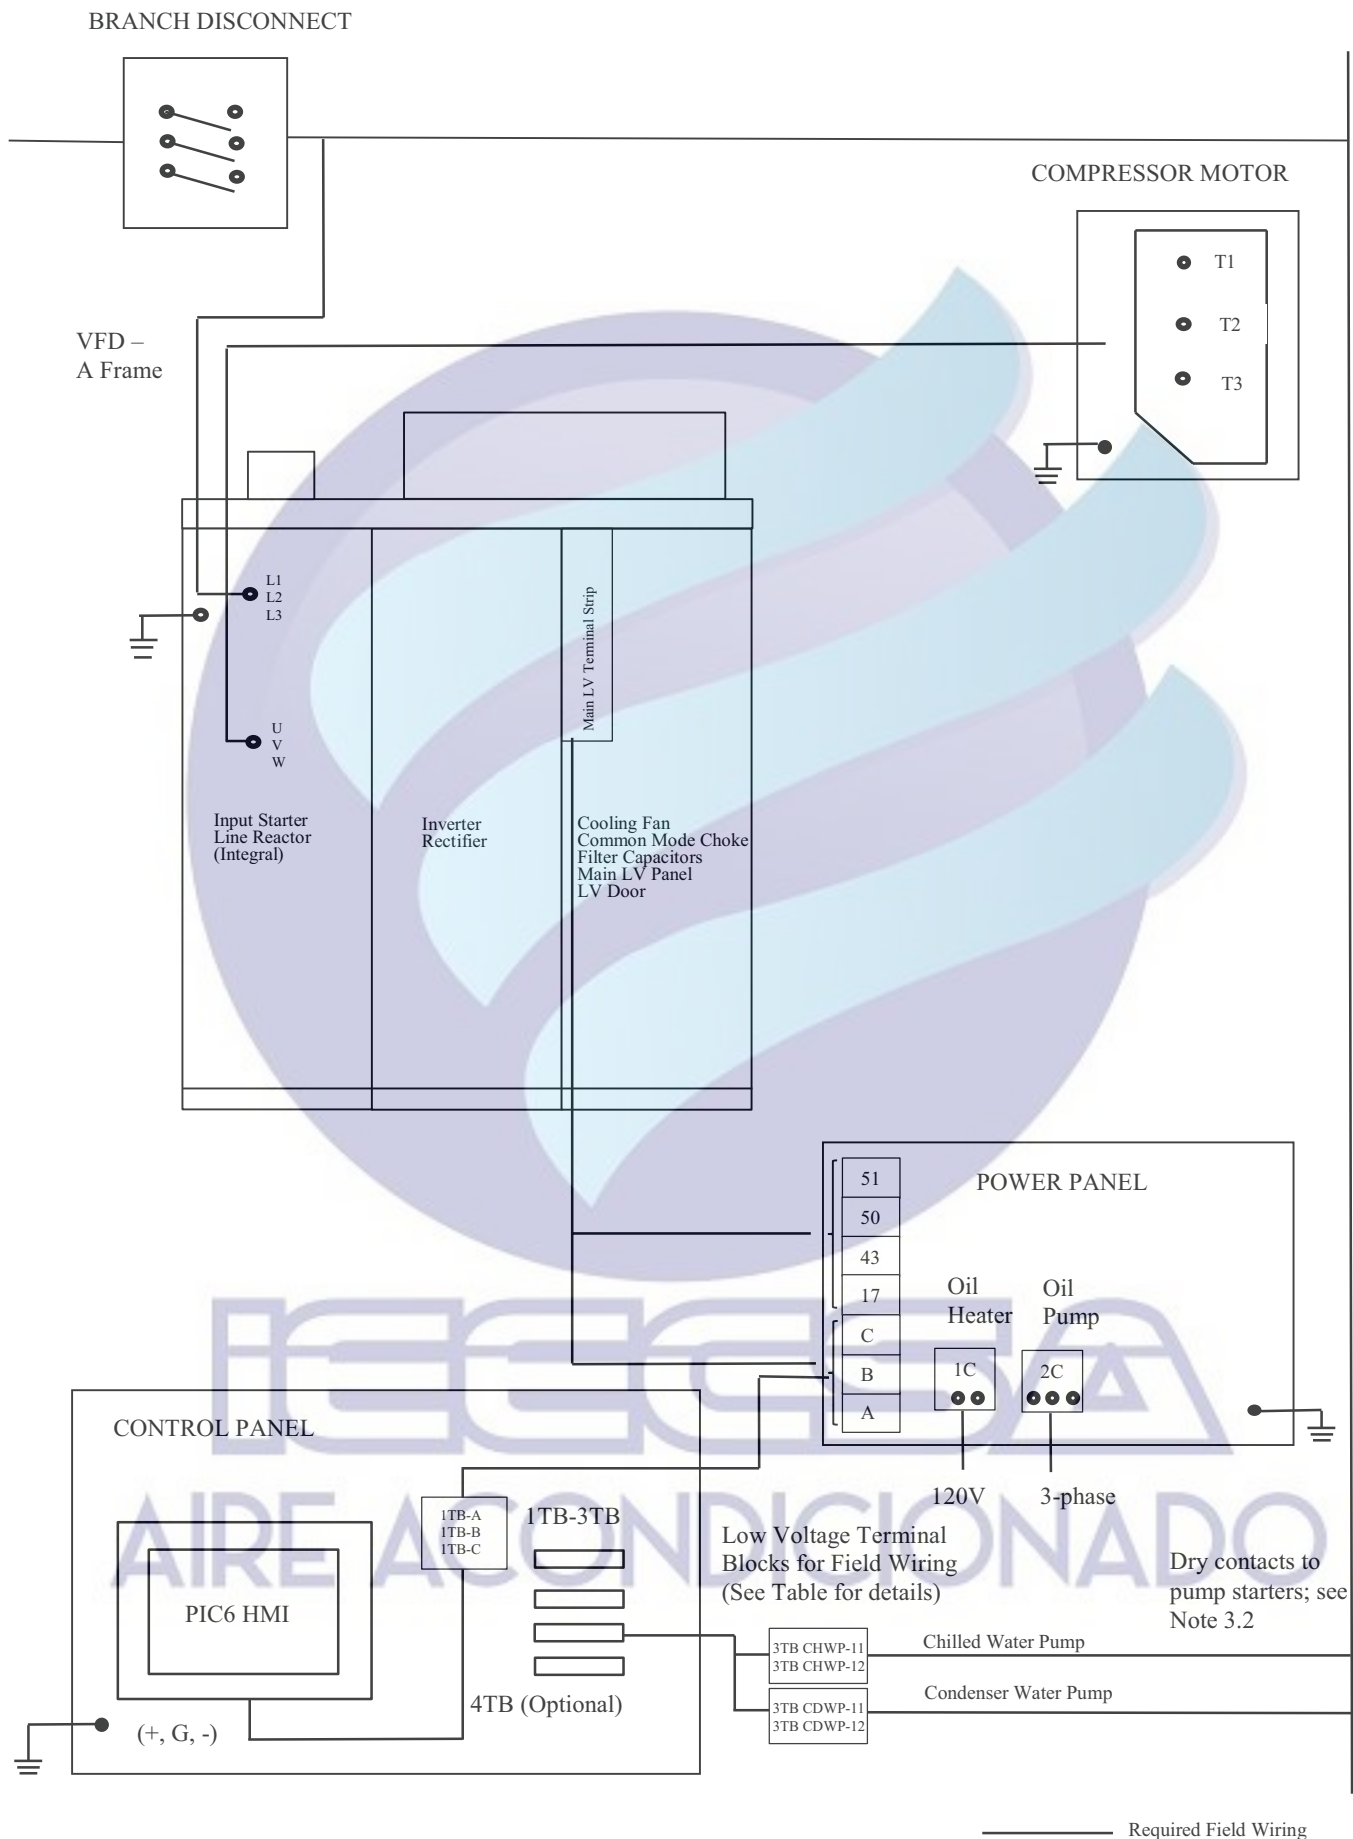 BRANCH DISCONNECT
COMPRESSOR MOTOR
T1
T2
T3
VFD –
A Frame
L1
L2
L3
Main LV Terminal Strip
U
V
W
Input Starter
Line Reactor
(Integral)
Inverter
Rectifier
Cooling Fan
Common Mode Choke
Filter Capacitors
Main LV Panel
LV Door
POWER PANEL
51
50
43
17
C
B
A
Oil
Heater
Oil
Pump
1C
2C
120V
3-phase
CONTROL PANEL
1TB-A
1TB-B
1TB-C
1TB-3TB
PIC6 HMI
4TB (Optional)
(+, G, -)
Low Voltage Terminal
Blocks for Field Wiring
(See Table for details)
Dry contacts to
pump starters; see
Note 3.2
3TB CHWP-11
3TB CHWP-12
Chilled Water Pump
3TB CDWP-11
3TB CDWP-12
Condenser Water Pump
Required Field Wiring
IECESA
AIRE ACONDICIONADO